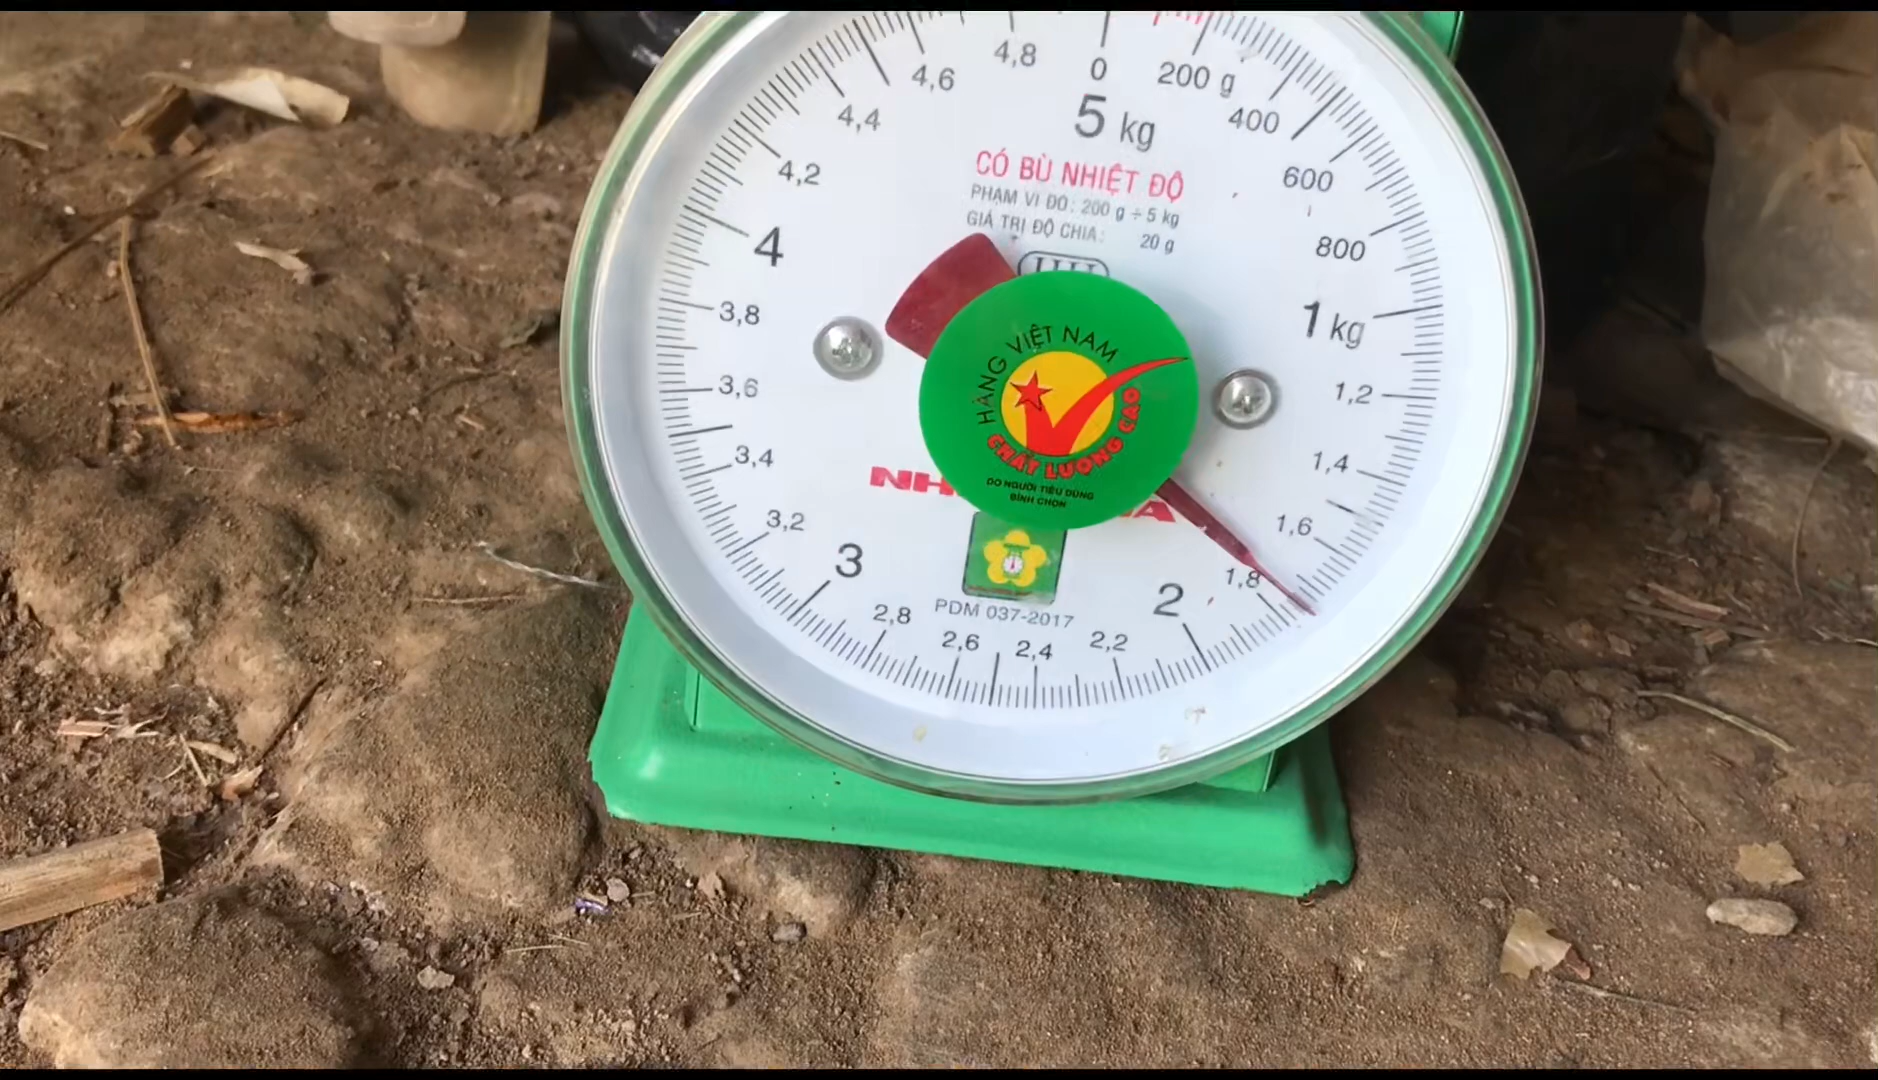 0
200 g
400
600
800
1 kg
1,2
1,4
1,6
1,8
2
2,2
2,4
2,6
2,8
3
3,2
3,4
3,6
3,8
4
4,2
4,4
4,6
4,8
5 kg
CÓ BÙ NHIỆT ĐỘ
PHẠM VI ĐO: 200 g ÷ 5 kg
GIÁ TRỊ ĐỘ CHIA: 20 g
HÀNG VIỆT NAM
CHẤT LƯỢNG CAO
DO NGƯỜI TIÊU DÙNG
BÌNH CHỌN
PDM 037-2017